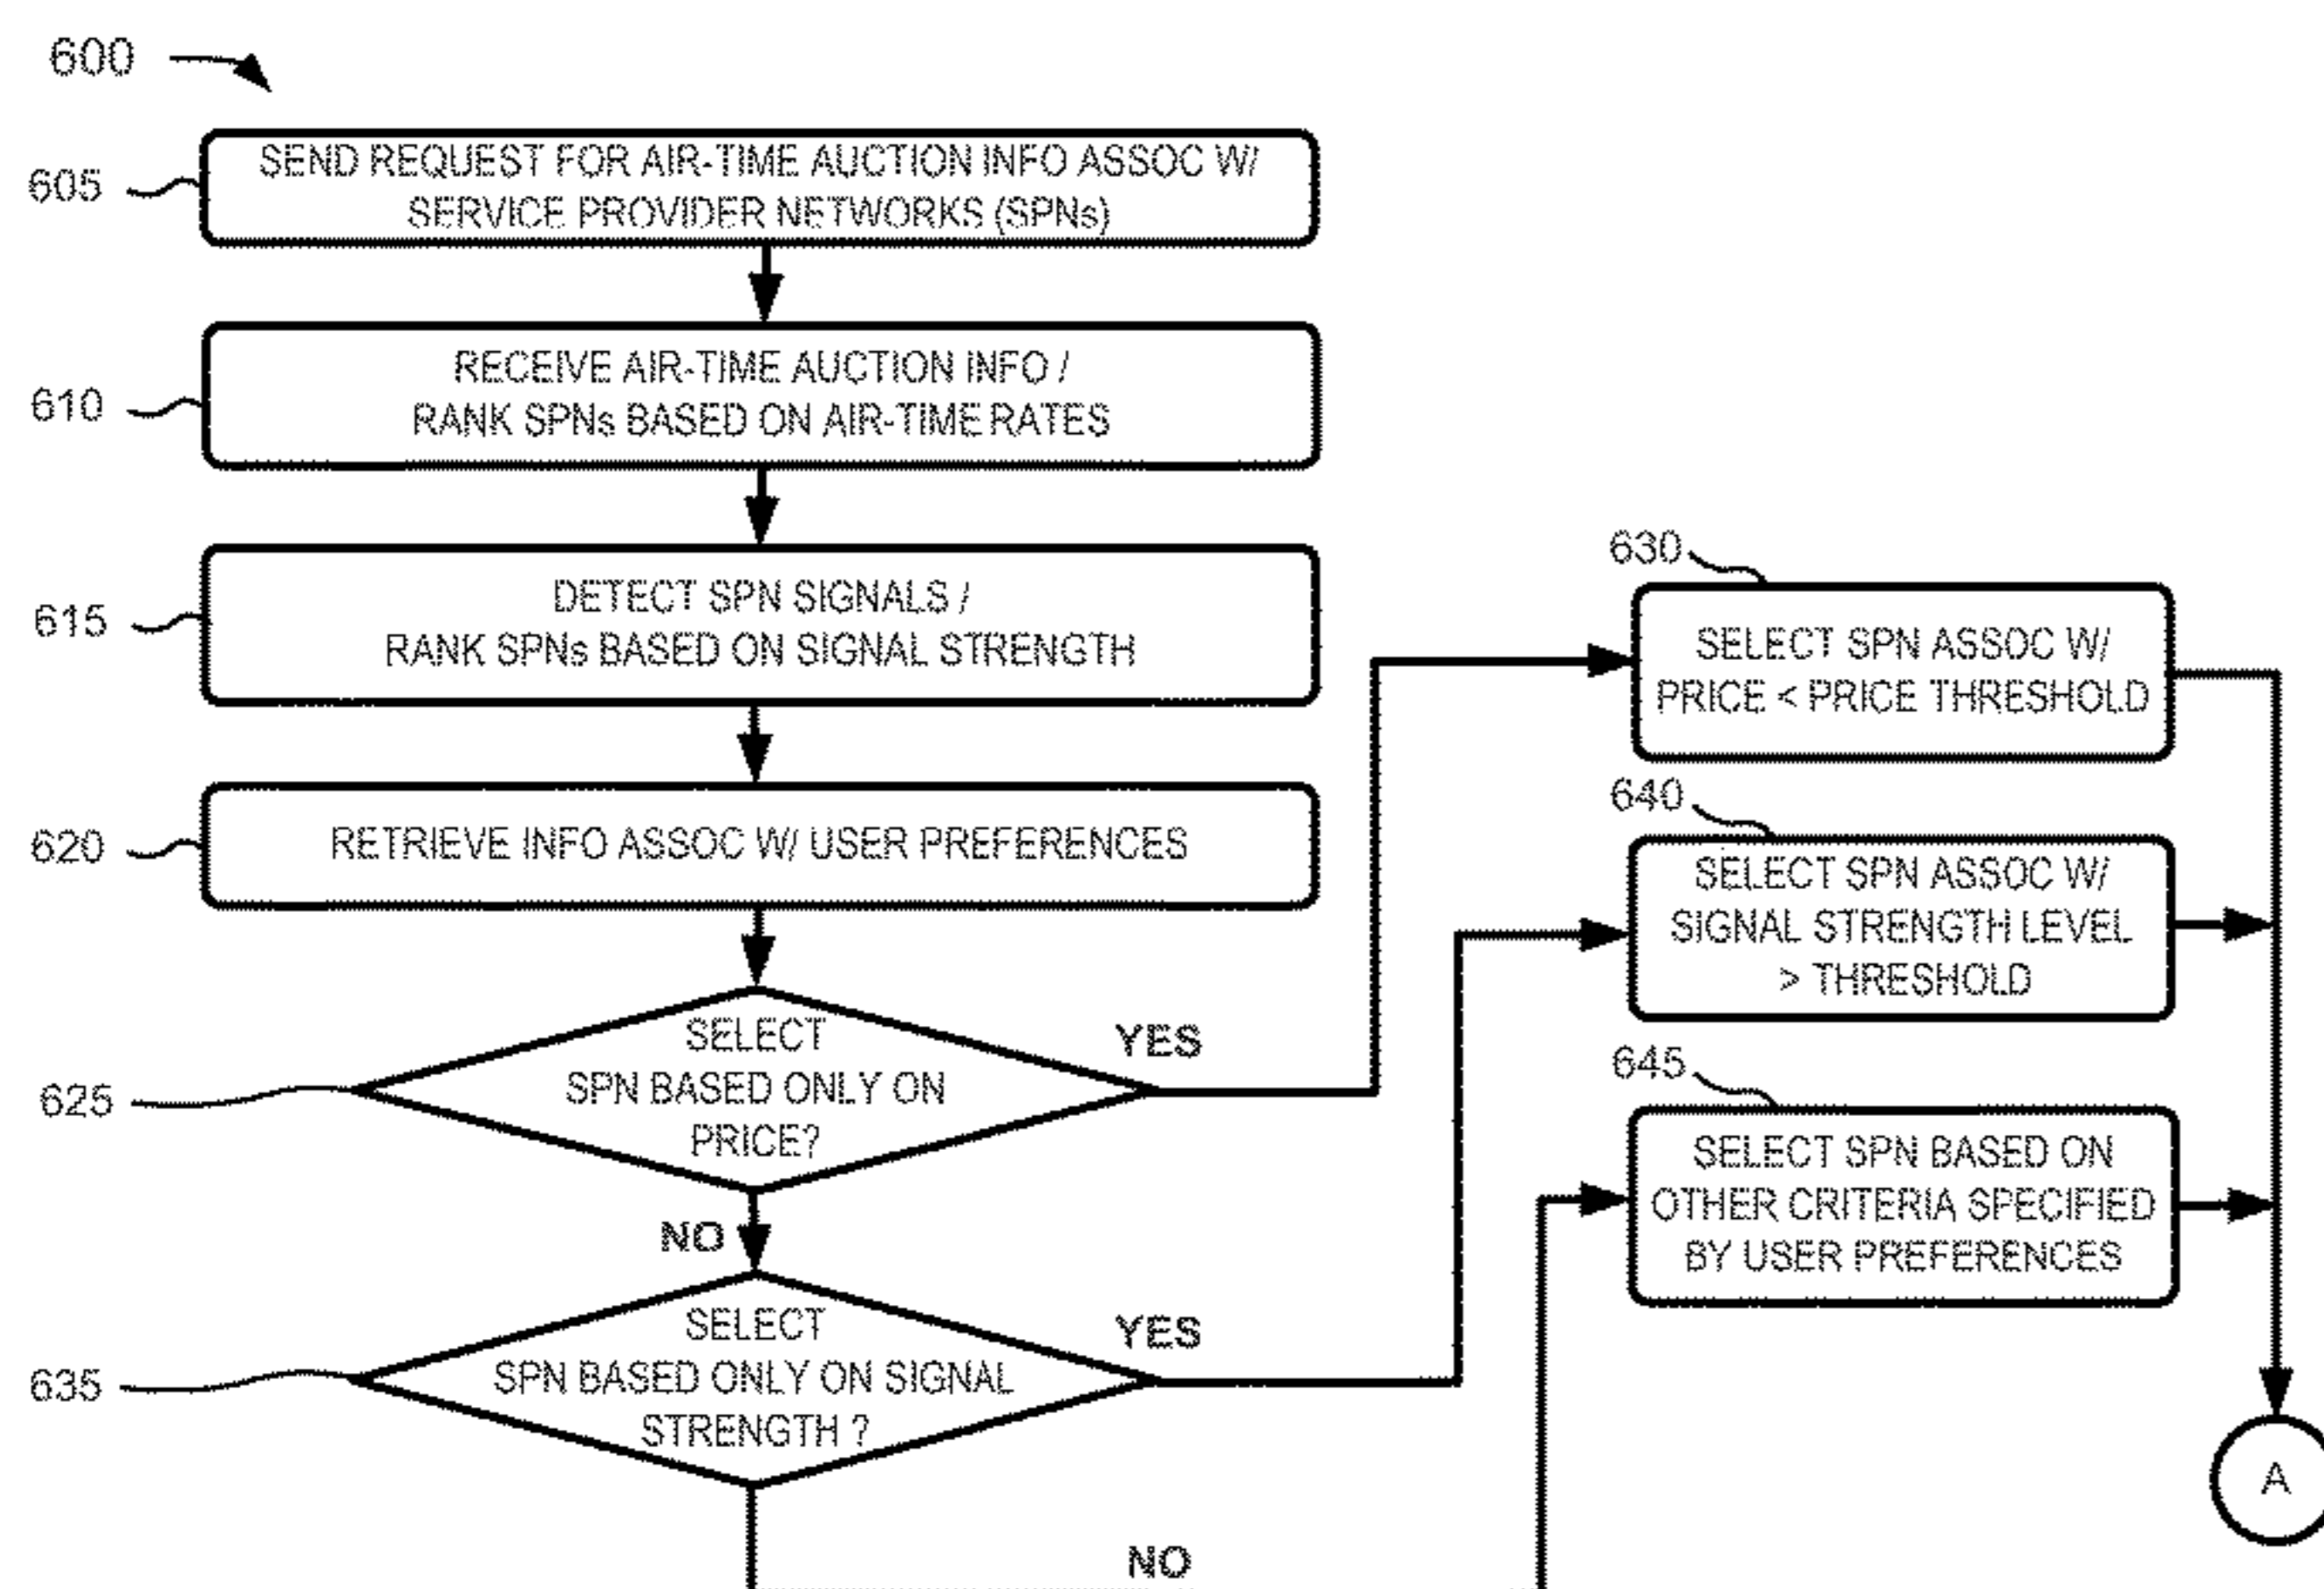 600
605
SEND REQUEST FOR AIR-TIME AUCTION INFO ASSOC W/
SERVICE PROVIDER NETWORKS (SPNs)
610
RECEIVE AIR-TIME AUCTION INFO /
RANK SPNs BASED ON AIR-TIME RATES
615
DETECT SPN SIGNALS /
RANK SPNs BASED ON SIGNAL STRENGTH
620
RETRIEVE INFO ASSOC W/ USER PREFERENCES
625
SELECT
SPN BASED ONLY ON
PRICE?
YES
NO
630
SELECT SPN ASSOC W/
PRICE < PRICE THRESHOLD
635
SELECT
SPN BASED ONLY ON SIGNAL
STRENGTH ?
YES
NO
640
SELECT SPN ASSOC W/
SIGNAL STRENGTH LEVEL
> THRESHOLD
645
SELECT SPN BASED ON
OTHER CRITERIA SPECIFIED
BY USER PREFERENCES
A